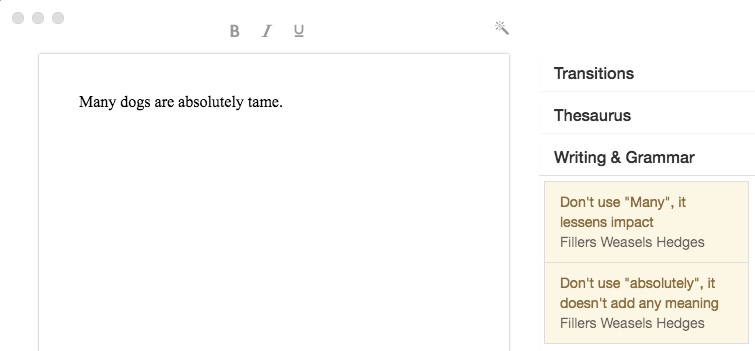 B I U
Many dogs are absolutely tame.
Transitions
Thesaurus
Writing & Grammar
Don't use "Many", it
lessens impact
Fillers Weasels Hedges
Don't use "absolutely", it
doesn't add any meaning
Fillers Weasels Hedges